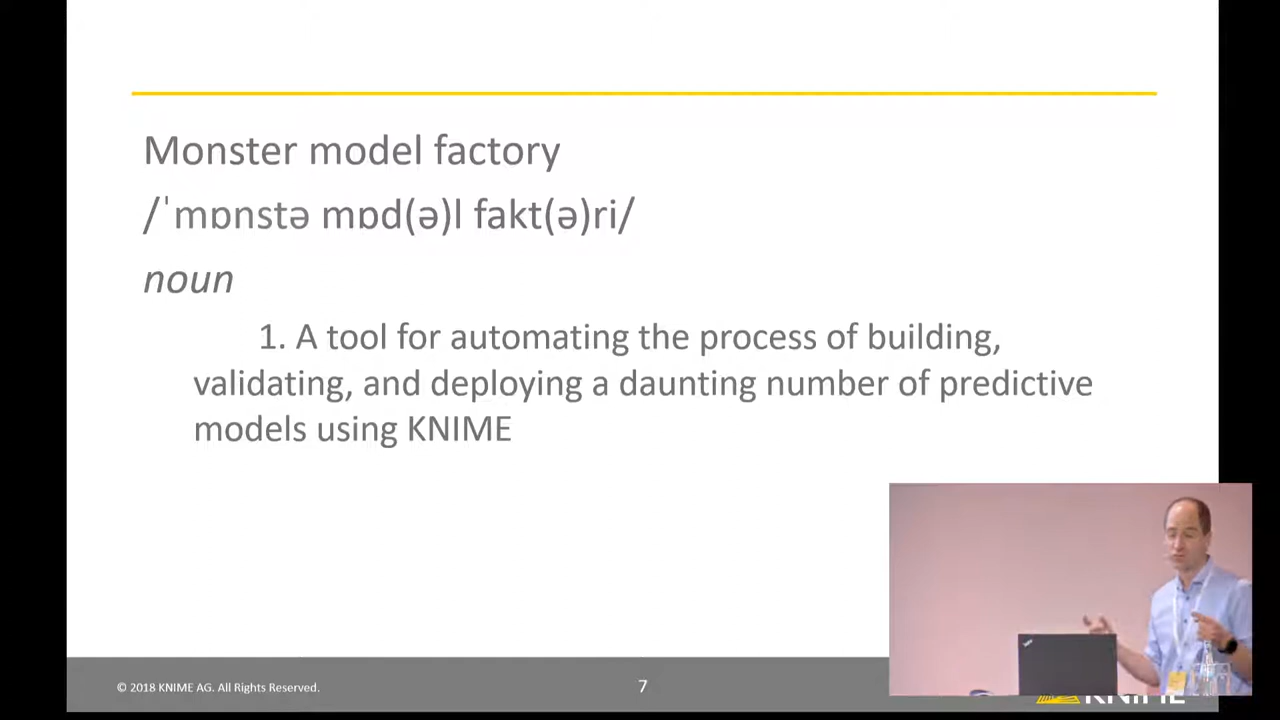 Monster model factory
/ˈmɒnstə mɒd(ə)l fakt(ə)ri/
noun
1. A tool for automating the process of building,
validating, and deploying a daunting number of predictive
models using KNIME
© 2018 KNIME AG. All Rights Reserved.
7
KNIME